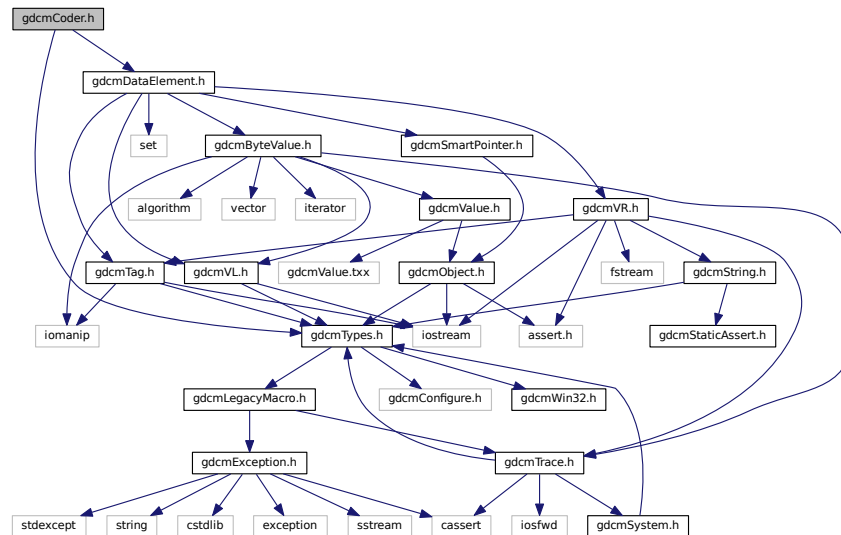 gdcmCoder.h
gdcmDataElement.h
set
gdcmByteValue.h
gdcmSmartPointer.h
algorithm
vector
iterator
gdcmValue.h
gdcmVR.h
gdcmTag.h
gdcmVL.h
gdcmValue.txx
gdcmObject.h
fstream
gdcmString.h
iomanip
gdcmTypes.h
iostream
assert.h
gdcmStaticAssert.h
gdcmLegacyMacro.h
gdcmConfigure.h
gdcmWin32.h
gdcmException.h
gdcmTrace.h
stdexcept
string
cstdlib
exception
sstream
cassert
iosfwd
gdcmSystem.h